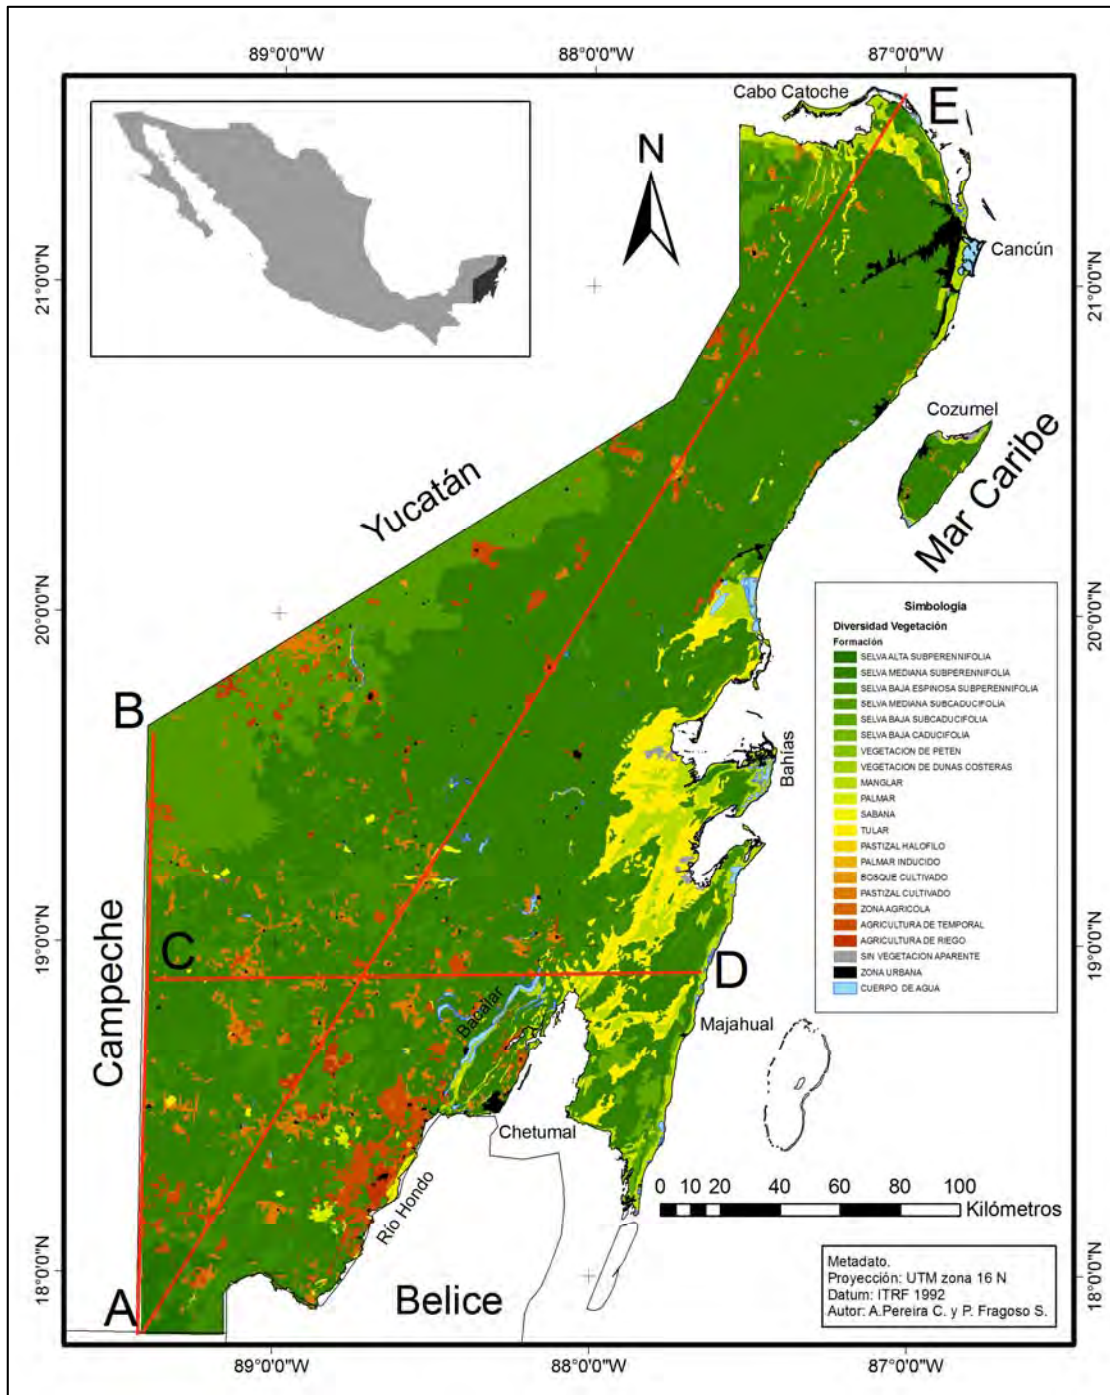 89°0'0"W 88°0'0"W 87°0'0"W
Cabo Catoche
E
N
Cancún
21°0'0"N 21°0'0"N
Cozumel
Mar Caribe
Yucatán
20°0'0"N 20°0'0"N
Simbología
Diversidad Vegetación
Formación
SELVA ALTA SUBPERENNIFOLIA
SELVA MEDIANA SUBPERENNIFOLIA
SELVA BAJA ESPINOSA SUBPERENNIFOLIA
SELVA MEDIANA SUBCADUCIFOLIA
SELVA BAJA SUBCADUCIFOLIA
SELVA BAJA CADUCIFOLIA
VEGETACION DE PETEN
VEGETACION DE DUNAS COSTERAS
MANGLAR
PALMAR
SABANA
TULAR
PASTIZAL HALOFILO
PALMAR INDUCIDO
BOSQUE CULTIVADO
PASTIZAL CULTIVADO
ZONA AGRICOLA
AGRICULTURA DE TEMPORAL
AGRICULTURA DE RIEGO
SIN VEGETACION APARENTE
ZONA URBANA
CUERPO DE AGUA
B
Bahías
Campeche
19°0'0"N 19°0'0"N
C
D
Bacalar
Majahual
Chetumal
Río Hondo
0 10 20 40 60 80 100
Kilómetros
18°0'0"N 18°0'0"N
A
Belice
Metadato.
Proyección: UTM zona 16 N
Datum: ITRF 1992
Autor: A.Pereira C. y P. Fragoso S.
89°0'0"W 88°0'0"W 87°0'0"W